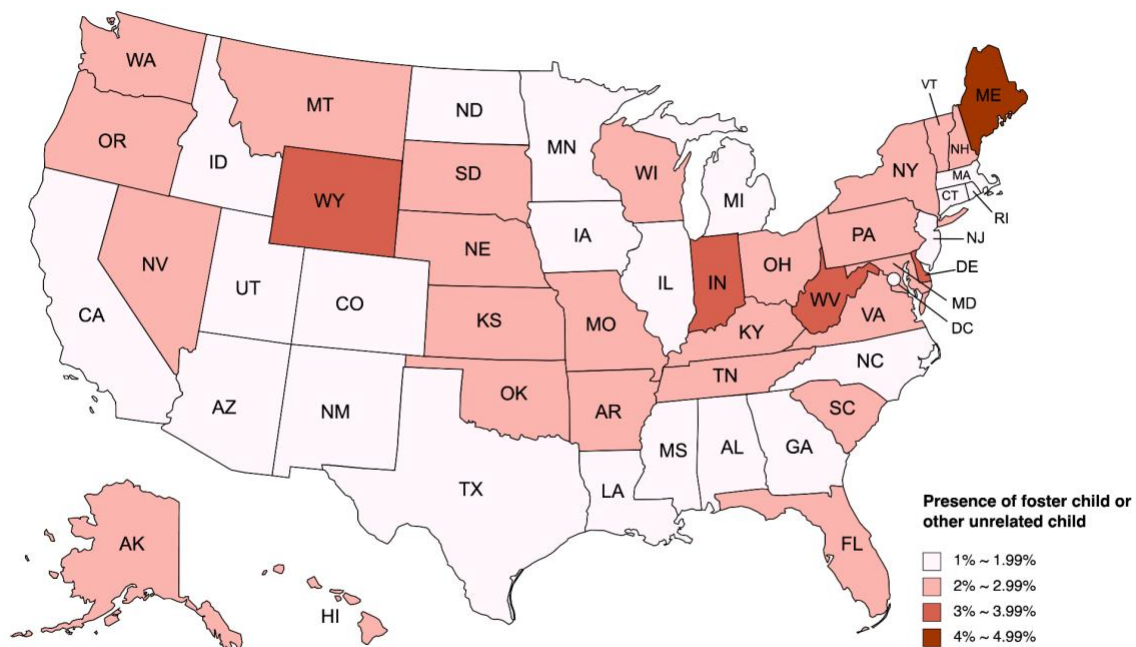 WA
MT
ND
MN
VT
ME
OR
ID
SD
WI
NY
NH
MA
CT
RI
WY
MI
NJ
NE
IA
PA
DE
NV
UT
CO
IL
IN
OH
WV
MD
DC
CA
KS
MO
KY
VA
AZ
NM
OK
AR
TN
NC
SC
TX
LA
MS
AL
GA
FL
AK
HI
Presence of foster child or
other unrelated child
1% ~ 1.99%
2% ~ 2.99%
3% ~ 3.99%
4% ~ 4.99%